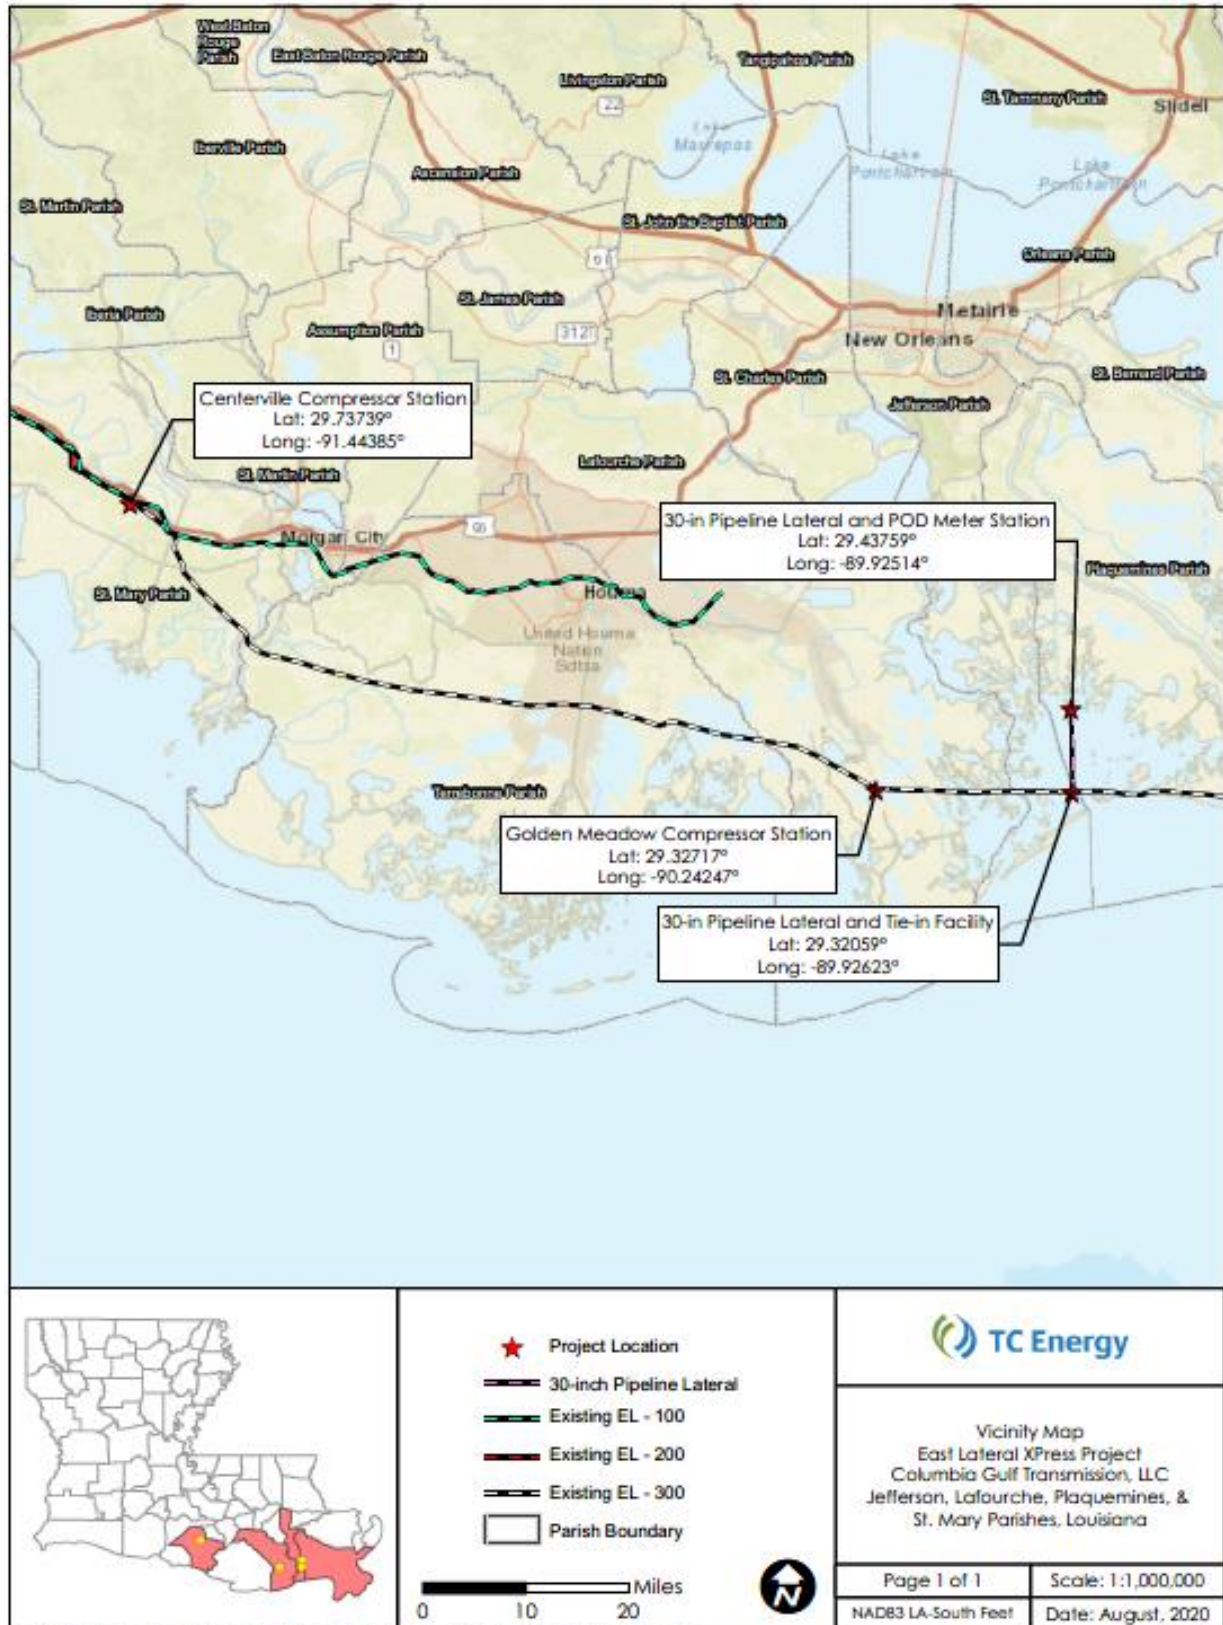 West Baton
Rouge
Parish
East Baton Rouge Parish
Livingston Parish
Tangipahoa Parish
22
St. Tammany Parish
Slidell
Lake
Maurepas
Iberville Parish
Ascension Parish
Lake
Pontchartrain
Lake
Pontchartrain
St. Martin Parish
St. John the Baptist Parish
Orleans Parish
61
Iberia Parish
St. James Parish
Assumption Parish
1
3127
Metairie
New Orleans
St. Charles Parish
St. Bernard Parish
Jefferson Parish
Centerville Compressor Station
Lat: 29.73739°
Long: -91.44385°
St. Martin Parish
Lafourche Parish
90
Morgan City
30-in Pipeline Lateral and POD Meter Station
Lat: 29.43759°
Long: -89.92514°
Plaquemines Parish
St. Mary Parish
Houma
United Houma
Nation
Sdtsa
Terrebonne Parish
Golden Meadow Compressor Station
Lat: 29.32717°
Long: -90.24247°
30-in Pipeline Lateral and Tie-in Facility
Lat: 29.32059°
Long: -89.92623°
Project Location
30-inch Pipeline Lateral
Existing EL - 100
Existing EL - 200
Existing EL - 300
Parish Boundary
Miles
0 10 20
N
TC Energy
Vicinity Map
East Lateral XPress Project
Columbia Gulf Transmission, LLC
Jefferson, Lafourche, Plaquemines, &
St. Mary Parishes, Louisiana
Page 1 of 1
Scale: 1:1,000,000
NAD83 LA-South Feet
Date: August, 2020